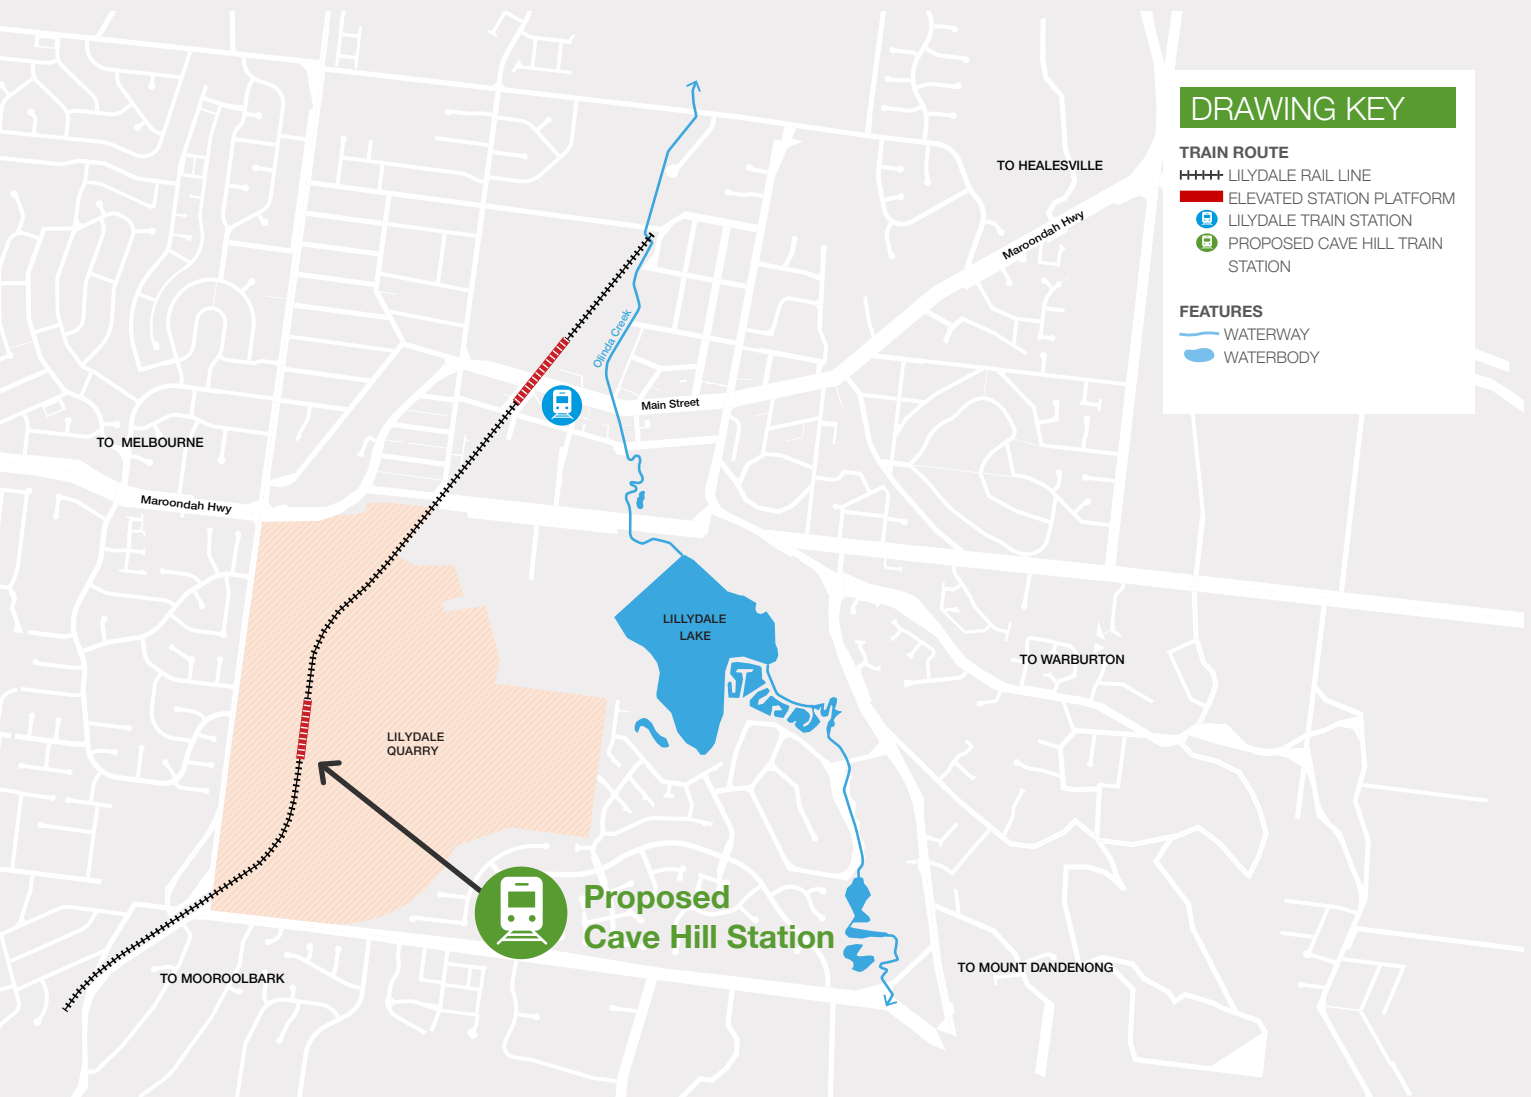 DRAWING KEY
TRAIN ROUTE
LILYDALE RAIL LINE
ELEVATED STATION PLATFORM
LILYDALE TRAIN STATION
PROPOSED CAVE HILL TRAIN
STATION
FEATURES
WATERWAY
WATERBODY
TO HEALESVILLE
Maroondah Hwy
Olinda Creek
Main Street
TO MELBOURNE
Maroondah Hwy
LILLYDALE
LAKE
TO WARBURTON
LILYDALE
QUARRY
Proposed
Cave Hill Station
TO MOOROOLBARK
TO MOUNT DANDENONG